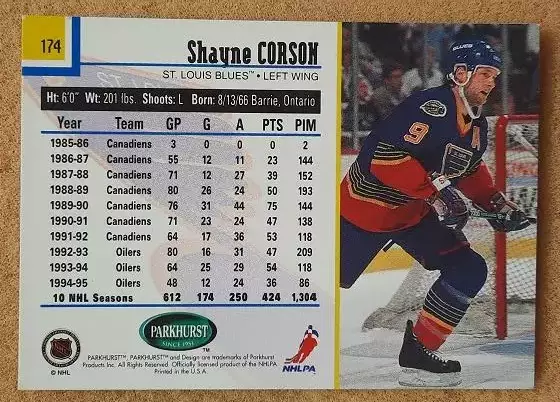 174
Shayne CORSON
ST. LOUIS BLUES™ • LEFT WING
Ht: 6'0" Wt: 201 lbs. Shoots: L Born: 8/13/66 Barrie, Ontario
Year Team GP G A PTS PIM
1985-86 Canadiens 3 0 0 0 2
1986-87 Canadiens 55 12 11 23 144
1987-88 Canadiens 71 12 27 39 152
1988-89 Canadiens 80 26 24 50 193
1989-90 Canadiens 76 31 44 75 144
1990-91 Canadiens 71 23 24 47 138
1991-92 Canadiens 64 17 36 53 118
1992-93 Oilers 80 16 31 47 209
1993-94 Oilers 64 25 29 54 118
1994-95 Oilers 48 12 24 36 86
10 NHL Seasons 612 174 250 424 1,304
BLUES
9
A
PARKHURST
SINCE 1951
™
NHL
© NHL
PARKHURST™, PARKHURST™ and Design are trademarks of Parkhurst
Products Inc. All Rights Reserved. Officially licensed product of the NHLPA
Printed in the U.S.A.
NHLPA